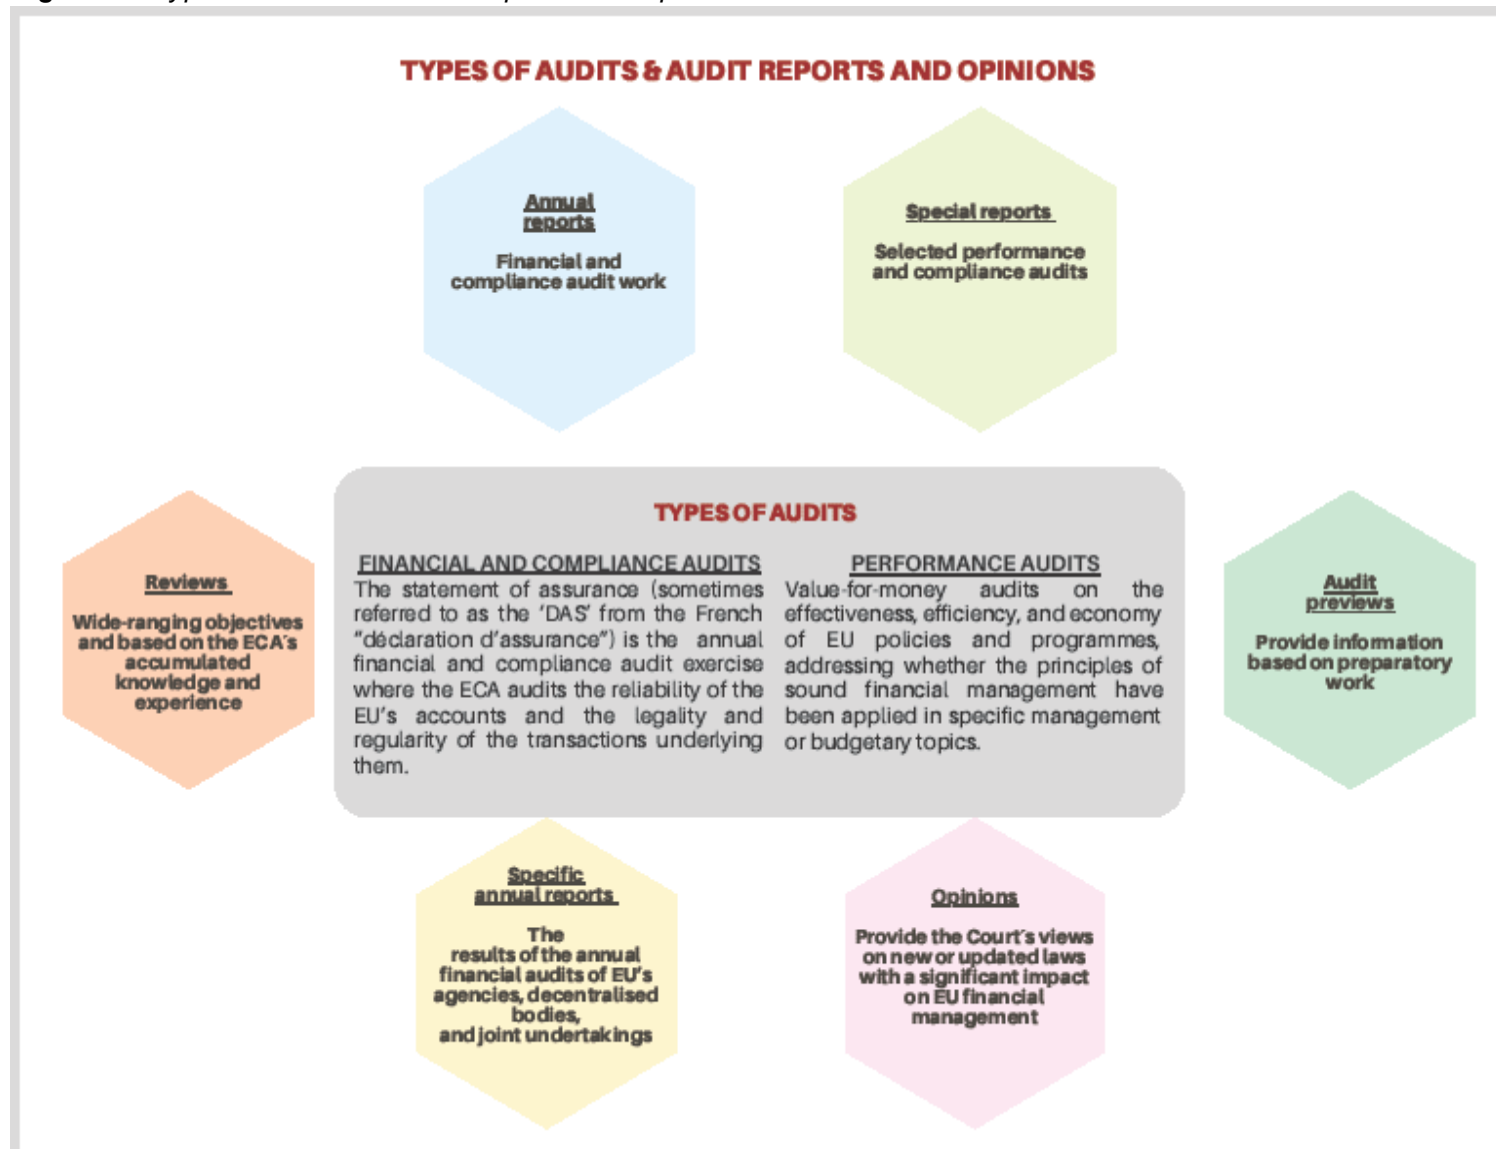 TYPES OF AUDITS & AUDIT REPORTS AND OPINIONS
Annual
reports
Financial and
compliance audit work
Special reports
Selected performance
and compliance audits
Reviews
Wide-ranging objectives
and based on the ECA´s
accumulated
knowledge and
experience
TYPES OF AUDITS
FINANCIAL AND COMPLIANCE AUDITS
The statement of assurance (sometimes
referred to as the ‘DAS’ from the French
“déclaration d’assurance”) is the annual
financial and compliance audit exercise
where the ECA audits the reliability of the
EU’s accounts and the legality and
regularity of the transactions underlying
them.
PERFORMANCE AUDITS
Value-for-money audits on the
effectiveness, efficiency, and economy
of EU policies and programmes,
addressing whether the principles of
sound financial management have
been applied in specific management
or budgetary topics.
Audit
previews
Provide information
based on preparatory
work
Specific
annual reports
The
results of the annual
financial audits of EU’s
agencies, decentralised
bodies,
and joint undertakings
Opinions
Provide the Court´s views
on new or updated laws
with a significant impact
on EU financial
management